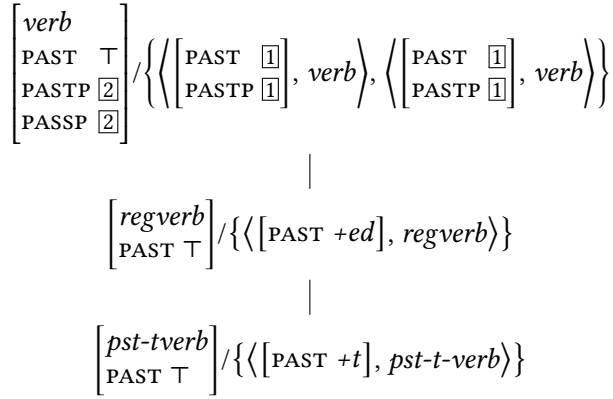 [verb
PAST ⊤
PASTP [2]
PASSP [2]] / {⟨[PAST [1] PASTP [1]], verb⟩, ⟨[PAST [1] PASTP [1]], verb⟩}
[regverb
PAST ⊤] / {⟨[PAST +ed], regverb⟩}
[pst-tverb
PAST ⊤] / {⟨[PAST +t], pst-t-verb⟩}